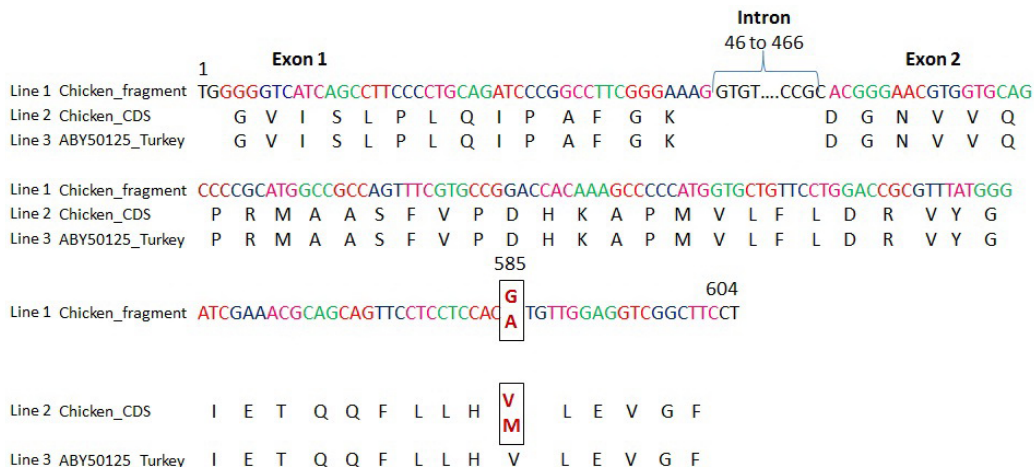 Intron
46 to 466
Exon 1 Exon 2
1
Line 1 Chicken_fragment TGGGGGTCATCAGCCTTCCCCTGCAGATCCCGGCCTTCGGGAAAG GTGT....CCGC ACGGGAACGTGGTGCAG
Line 2 Chicken_CDS G V I S L P L Q I P A F G K D G N V V Q
Line 3 ABY50125_Turkey G V I S L P L Q I P A F G K D G N V V Q
Line 1 Chicken_fragment CCCCGCATGGCCGCCAGTTTCGTGCCGGACCACAAAGCCCCCATGGTGCTGTTCCTGGACCGCGTTTATGGG
Line 2 Chicken_CDS P R M A A S F V P D H K A P M V L F L D R V Y G
Line 3 ABY50125_Turkey P R M A A S F V P D H K A P M V L F L D R V Y G
585
604
G
Line 1 Chicken_fragment ATCGAAACGCAGCAGTTCCTCCTCCAC TGTTGGAGGTCGGCTTCCT
A
V
Line 2 Chicken_CDS I E T Q Q F L L H L E V G F
M
Line 3 ABY50125_Turkey I E T Q Q F L L H V L E V G F